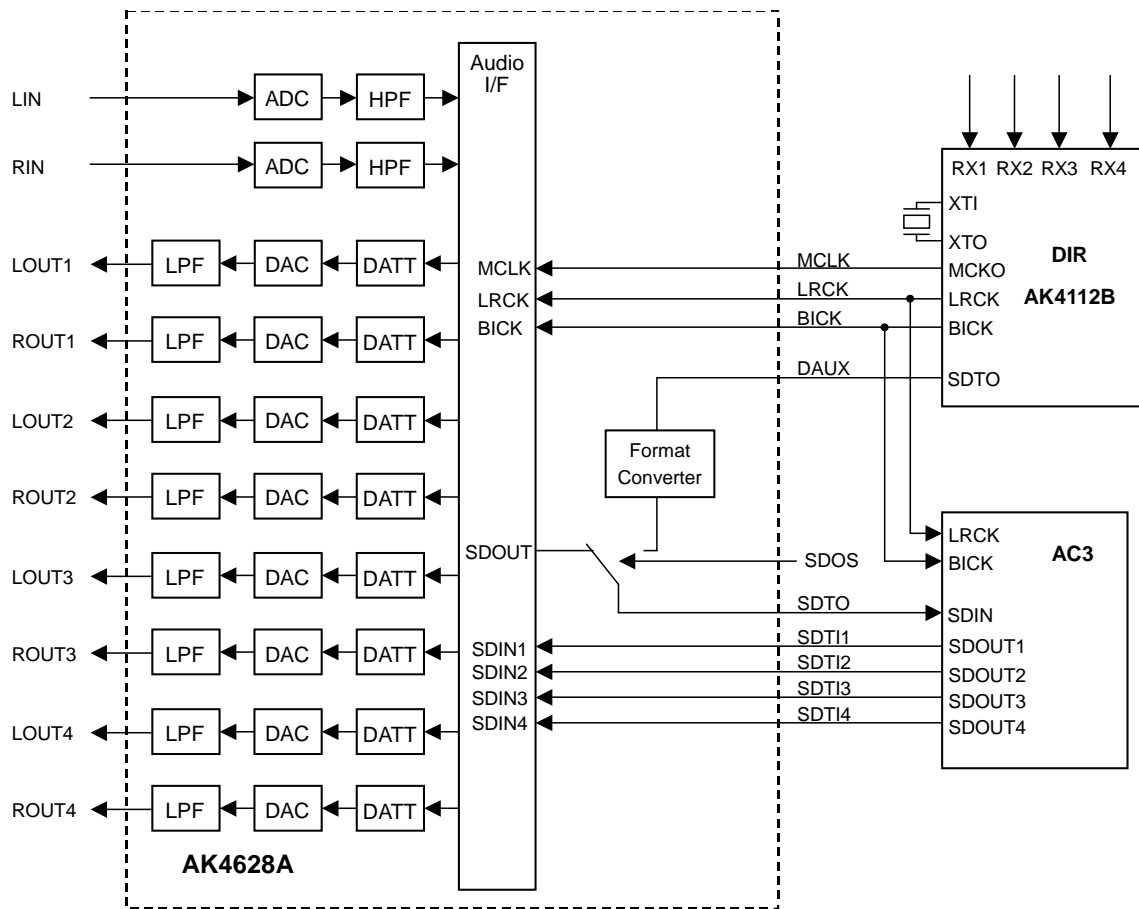 Audio
I/F
LIN
ADC
HPF
RIN
ADC
HPF
LOUT1
LPF
DAC
DATT
ROUT1
LPF
DAC
DATT
LOUT2
LPF
DAC
DATT
ROUT2
LPF
DAC
DATT
LOUT3
LPF
DAC
DATT
ROUT3
LPF
DAC
DATT
LOUT4
LPF
DAC
DATT
ROUT4
LPF
DAC
DATT
AK4628A
MCLK
LRCK
BICK
SDOUT
SDIN1
SDIN2
SDIN3
SDIN4
Format
Converter
MCLK
LRCK
BICK
DAUX
SDOS
SDTO
SDTI1
SDTI2
SDTI3
SDTI4
RX1 RX2 RX3 RX4
XTI
XTO
MCKO
LRCK
BICK
SDTO
DIR
AK4112B
LRCK
BICK
AC3
SDIN
SDOUT1
SDOUT2
SDOUT3
SDOUT4